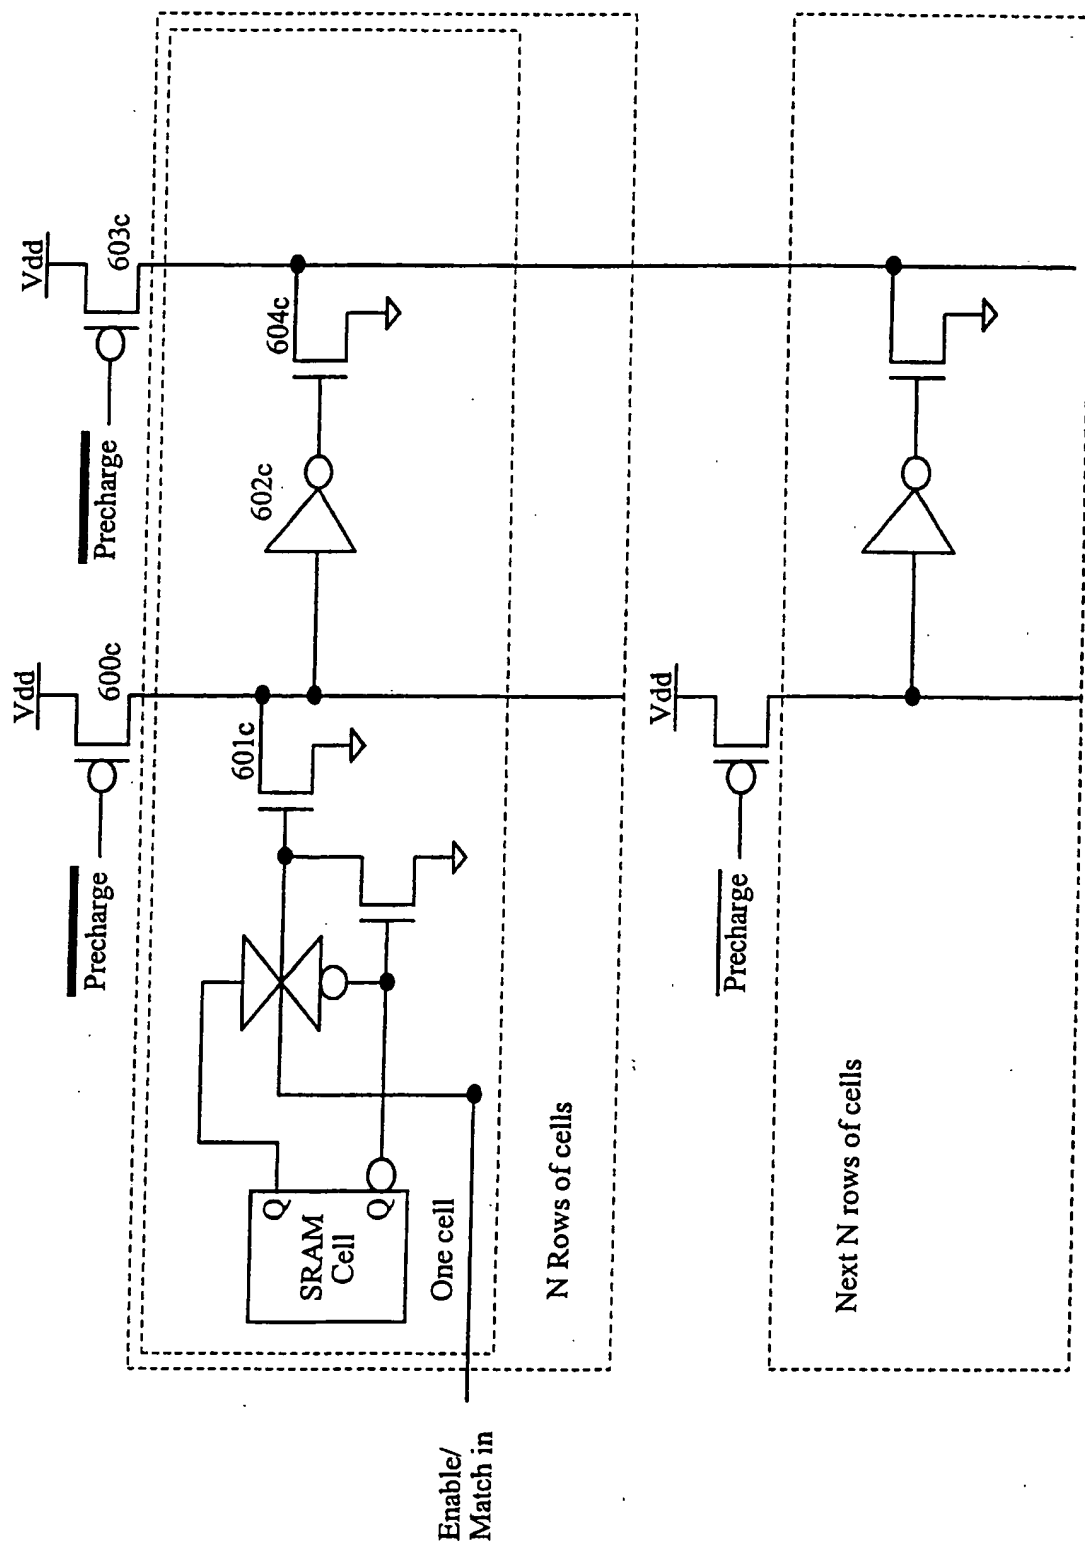 Vdd
603c
Precharge
604c
602c
Vdd
600c
Precharge
601c
Q
SRAM
Cell
Q
One cell
N Rows of cells
Enable/
Match in
Vdd
Precharge
Next N rows of cells